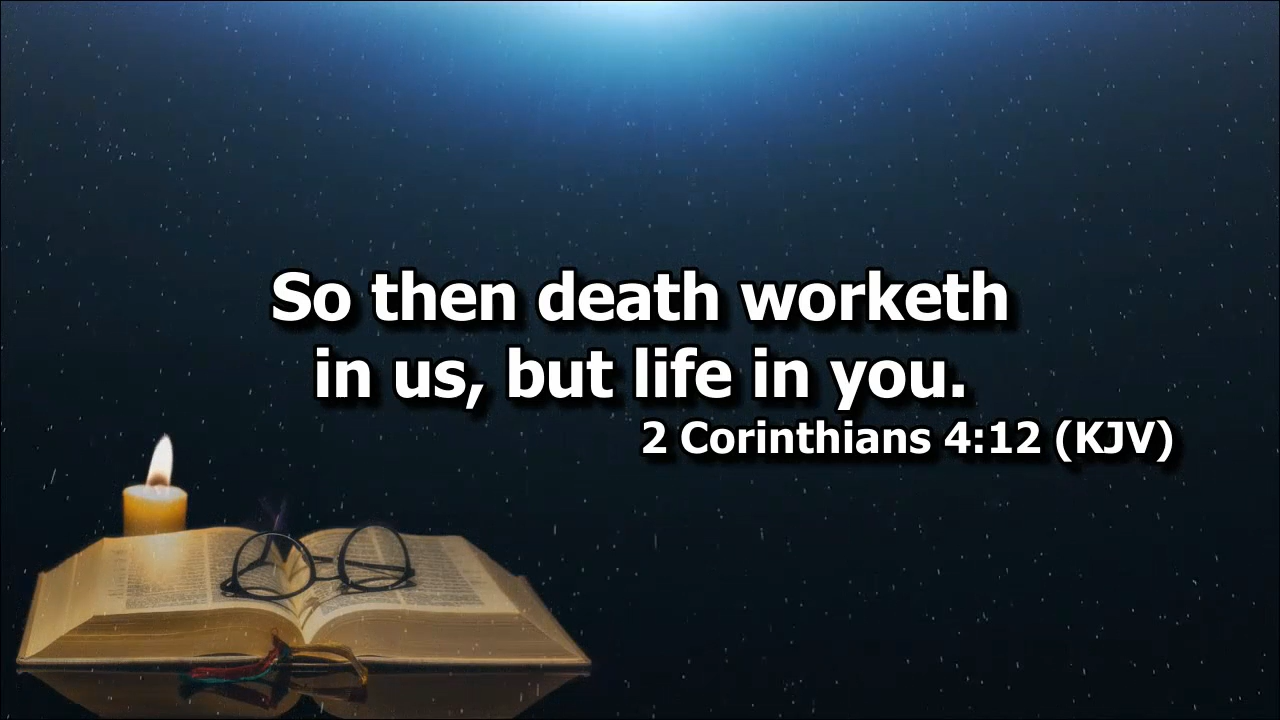 So then death worketh
in us, but life in you.
2 Corinthians 4:12 (KJV)